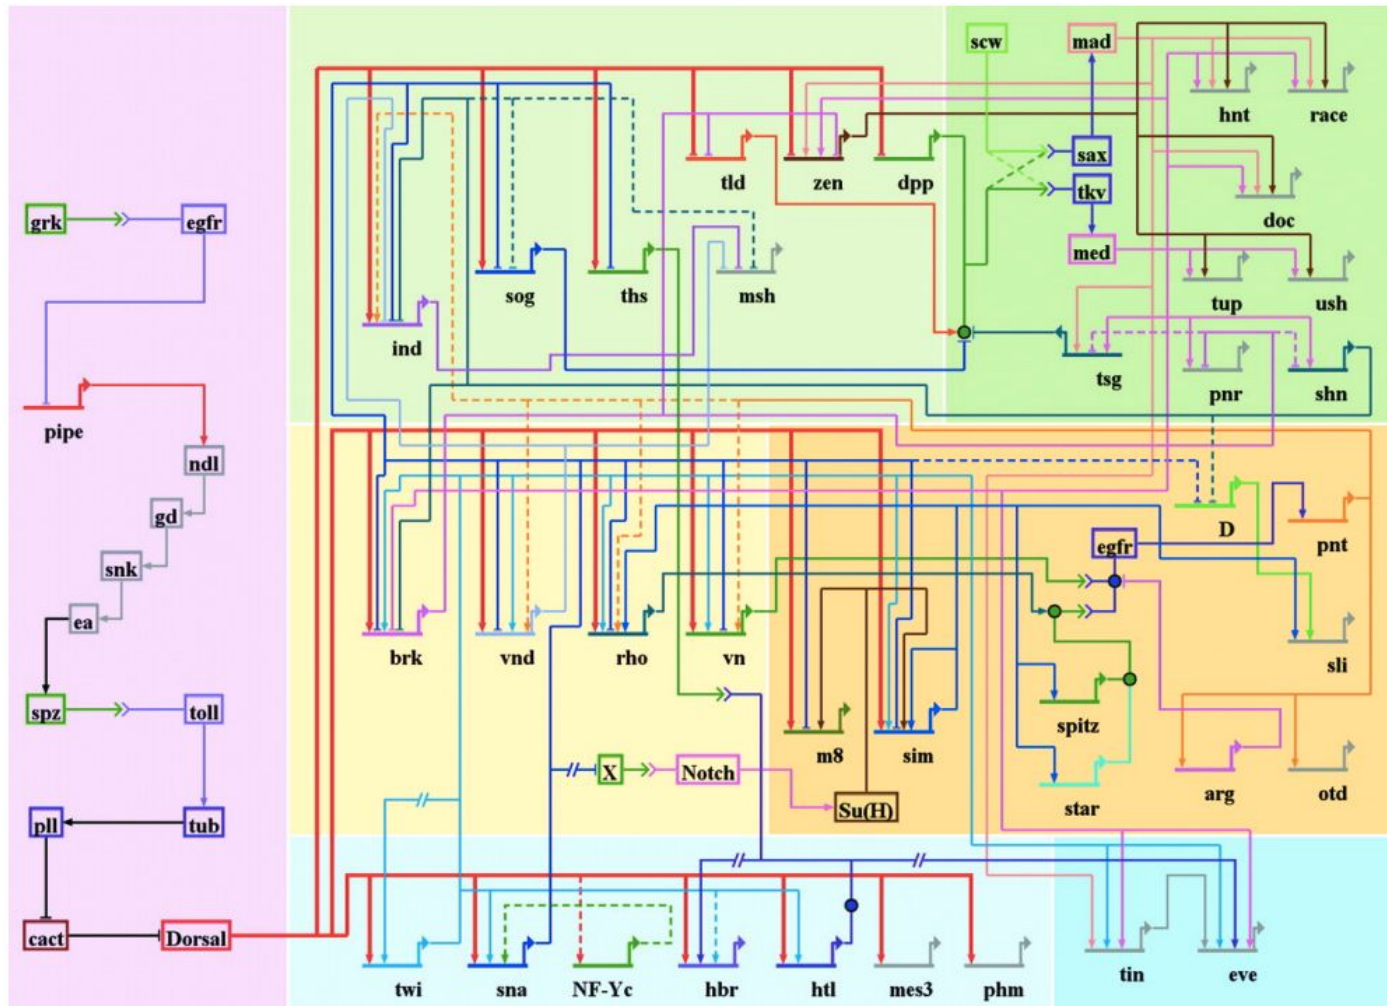 scw mad
hnt race
tld zen dpp sax
grk egfr tkv doc
med
sog ths msh tup ush
ind
tsg pnr shn
pipe
ndl
gd D pnt
egfr
snk
ea
brk vnd rho vn sli
spz toll spitz
m8 sim
X Notch arg otd
star
Su(H)
pll tub
cact Dorsal
twi sna NF-Yc hbr htl mes3 phm tin eve